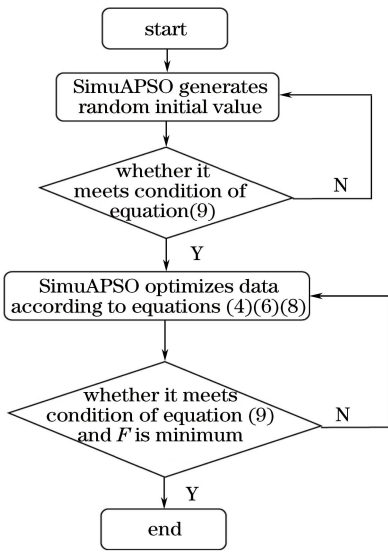 start
SimuAPSO generates
random initial value
whether it
meets condition of
equation(9)
N
Y
SimuAPSO optimizes data
according to equations (4)(6)(8)
whether it meets
condition of equation (9)
and F is minimum
N
Y
end